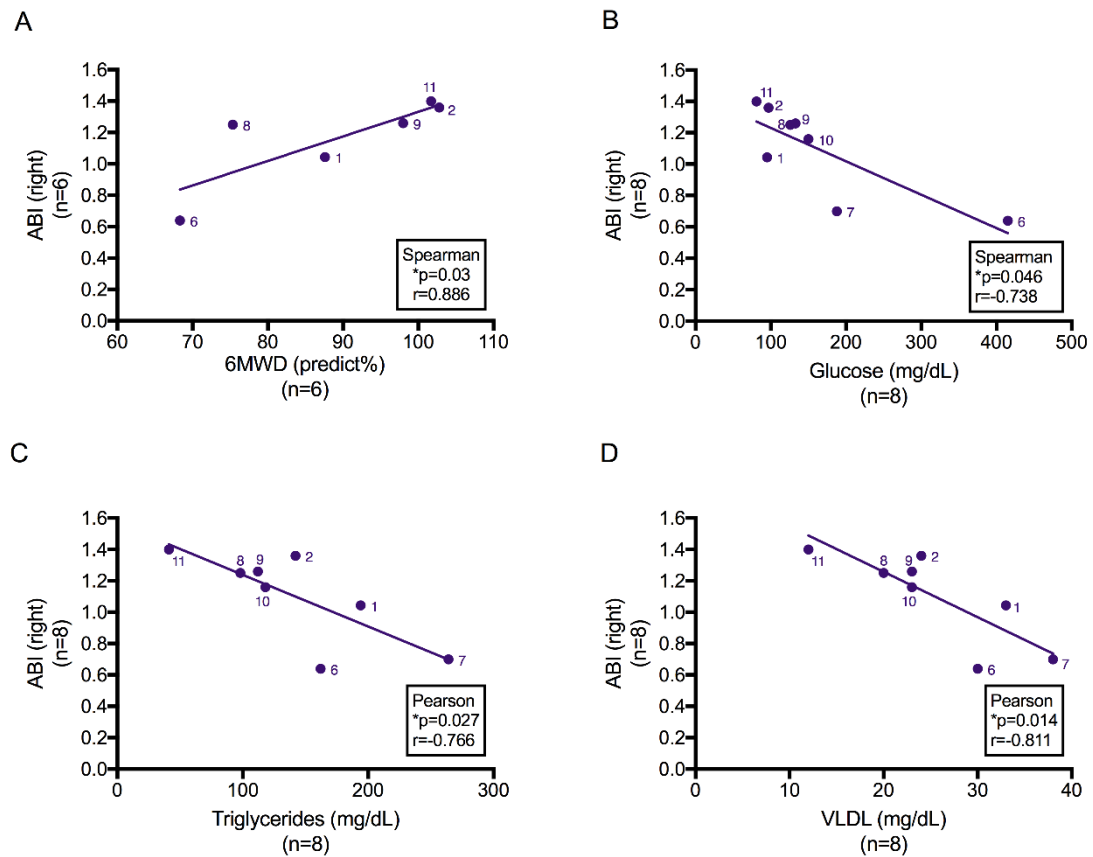 A
ABI (right)
(n=6)
1.6
1.4
1.2
1.0
0.8
0.6
0.4
0.2
0.0
11
2
8
9
1
6
Spearman
*p=0.03
r=0.886
60 70 80 90 100 110
6MWD (predict%)
(n=6)
B
ABI (right)
(n=8)
1.6
1.4
1.2
1.0
0.8
0.6
0.4
0.2
0.0
11
2
8
9
10
1
7
6
Spearman
*p=0.046
r=-0.738
0 100 200 300 400 500
Glucose (mg/dL)
(n=8)
C
ABI (right)
(n=8)
1.6
1.4
1.2
1.0
0.8
0.6
0.4
0.2
0.0
11
8
9
2
10
1
6
7
Pearson
*p=0.027
r=-0.766
0 100 200 300
Triglycerides (mg/dL)
(n=8)
D
ABI (right)
(n=8)
1.6
1.4
1.2
1.0
0.8
0.6
0.4
0.2
0.0
11
8
9
2
10
1
6
7
Pearson
*p=0.014
r=-0.811
0 10 20 30 40
VLDL (mg/dL)
(n=8)